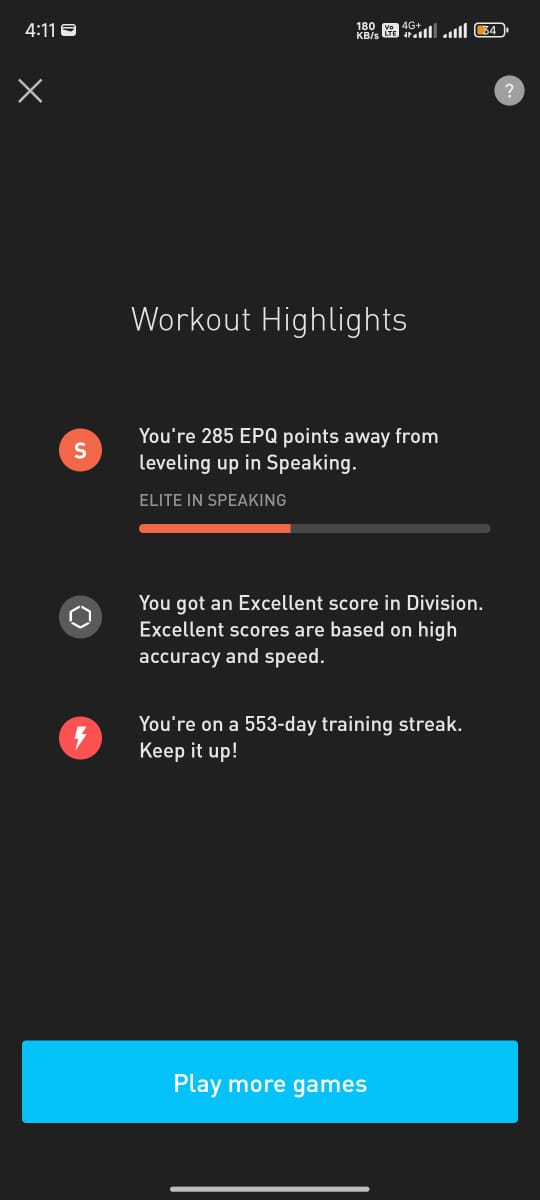 4:11
180 KB/s Vo LTE 4G+ 34
?
Workout Highlights
S
You're 285 EPQ points away from
leveling up in Speaking.
ELITE IN SPEAKING
You got an Excellent score in Division.
Excellent scores are based on high
accuracy and speed.
You're on a 553-day training streak.
Keep it up!
Play more games